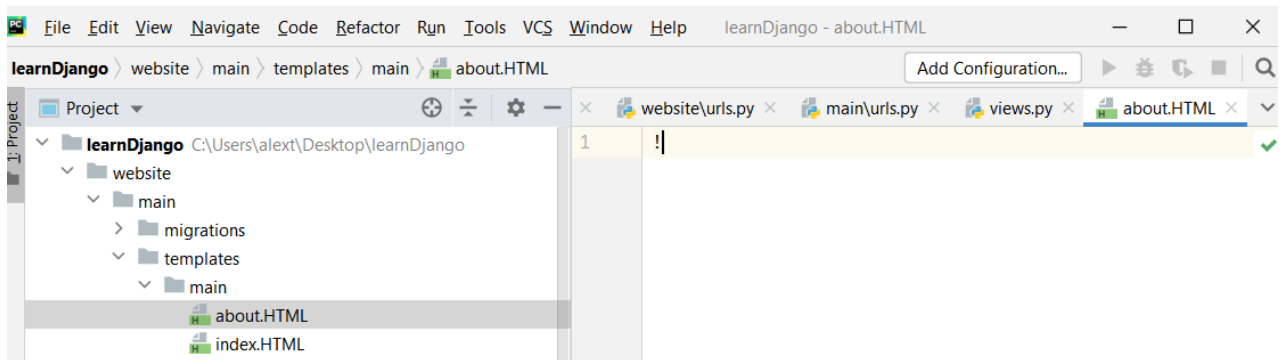 PC File Edit View Navigate Code Refactor Run Tools VCS Window Help learnDjango - about.HTML
learnDjango website main templates main about.HTML Add Configuration...
Project website\urls.py main\urls.py views.py about.HTML
1: Project
learnDjango C:\Users\alext\Desktop\learnDjango
1 !
website
main
migrations
templates
main
about.HTML
index.HTML